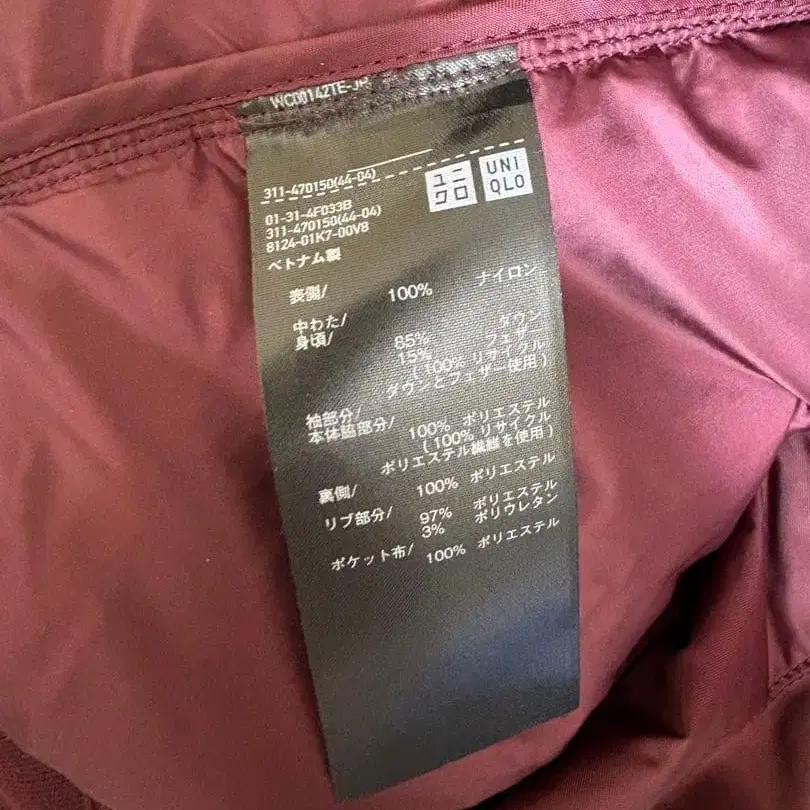 WC00142TE-JP
311-470150(44-04)
ユニ
クロ
UNI
QLO
01-31-4F033B
311-470150(44-04)
8124-01K7-00V8
ベトナム製
表側/ 100% ナイロン
中わた/
身頃/ 85% ダウン
15% フェザー
(100% リサイクル
ダウンとフェザー使用)
袖部分/
本体脇部分/ 100% ポリエステル
(100% リサイクル
ポリエステル繊維を使用)
裏側/ 100% ポリエステル
リブ部分/ 97% ポリエステル
3% ポリウレタン
ポケット布/ 100% ポリエステル